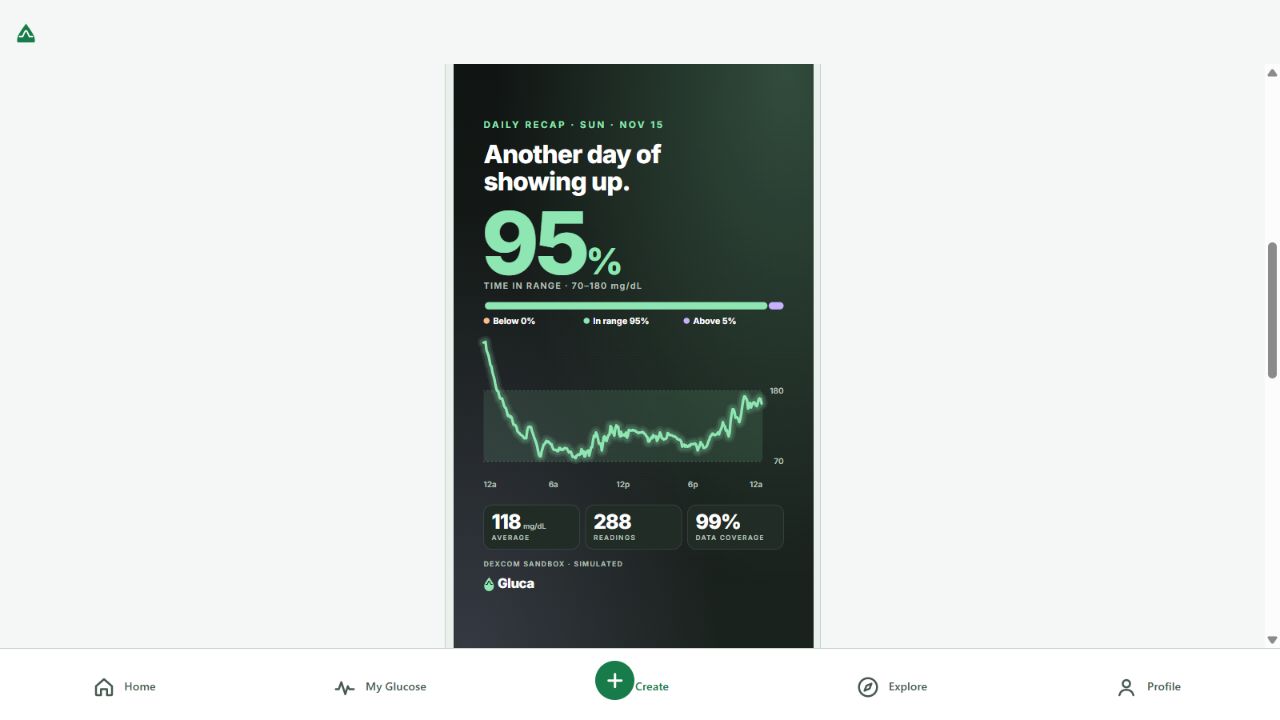 DAILY RECAP · SUN · NOV 15
Another day of
showing up.
95%
TIME IN RANGE · 70–180 mg/dL
Below 0% In range 95% Above 5%
180
70
12a 6a 12p 6p 12a
118 mg/dL 288 99%
AVERAGE READINGS DATA COVERAGE
DEXCOM SANDBOX · SIMULATED
Gluca
Home My Glucose Create Explore Profile